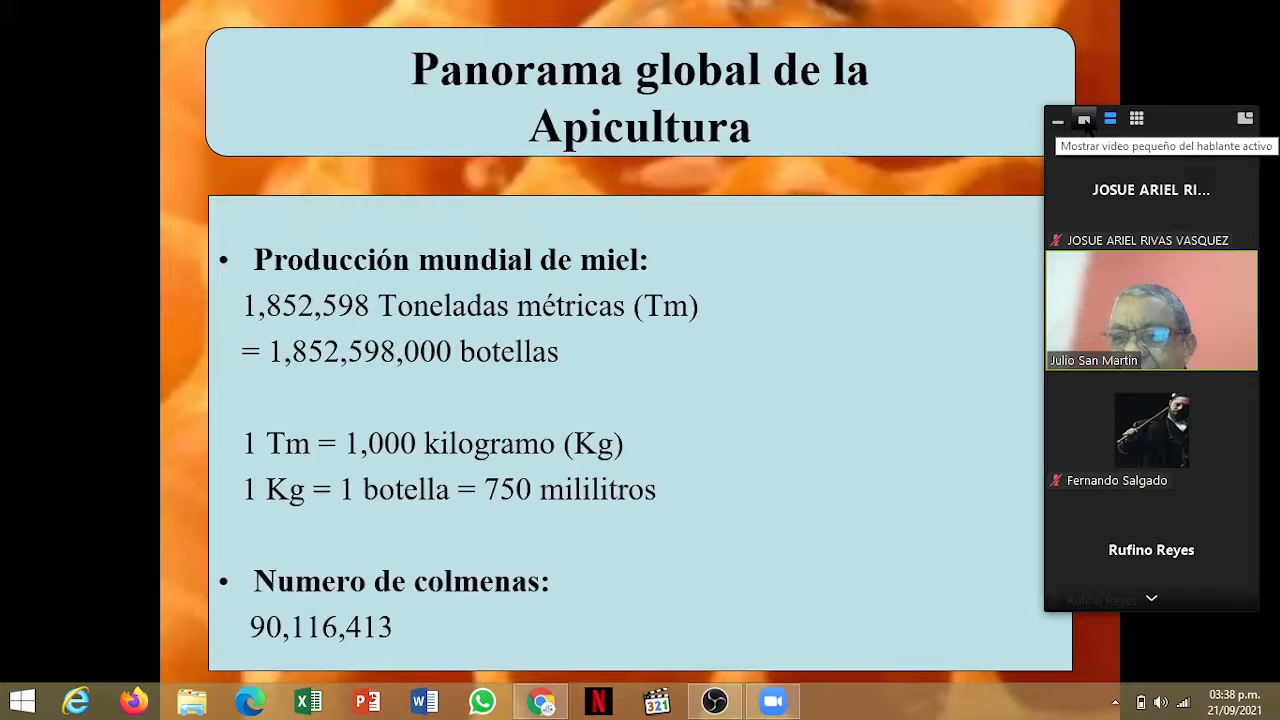 Panorama global de la
Apicultura
• Producción mundial de miel:
1,852,598 Toneladas métricas (Tm)
= 1,852,598,000 botellas
1 Tm = 1,000 kilogramo (Kg)
1 Kg = 1 botella = 750 mililitros
• Numero de colmenas:
90,116,413
Mostrar video pequeño del hablante activo
JOSUE ARIEL RI...
JOSUE ARIEL RIVAS VASQUEZ
Julio San Martin
Fernando Salgado
Rufino Reyes
Rufino Reyes
321
03:38 p.m.
21/09/2021